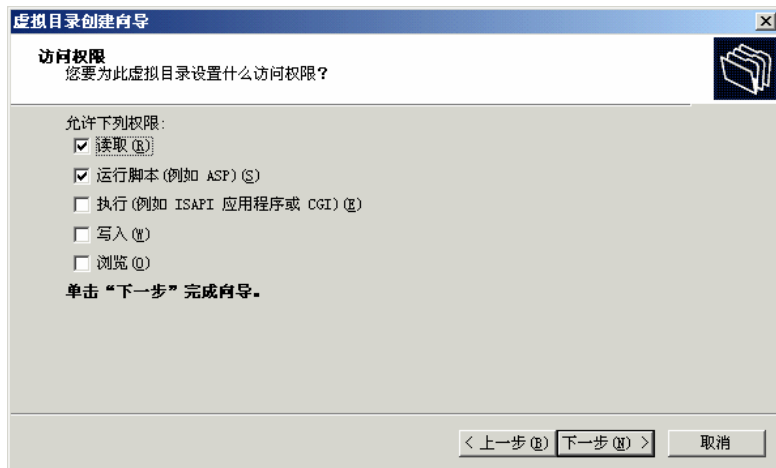 虚拟目录创建向导
访问权限
您要为此虚拟目录设置什么访问权限?
允许下列权限:
读取(R)
运行脚本(例如 ASP)(S)
执行(例如 ISAPI 应用程序或 CGI)(E)
写入(W)
浏览(O)
单击“下一步”完成向导。
< 上一步(B) 下一步(N) > 取消